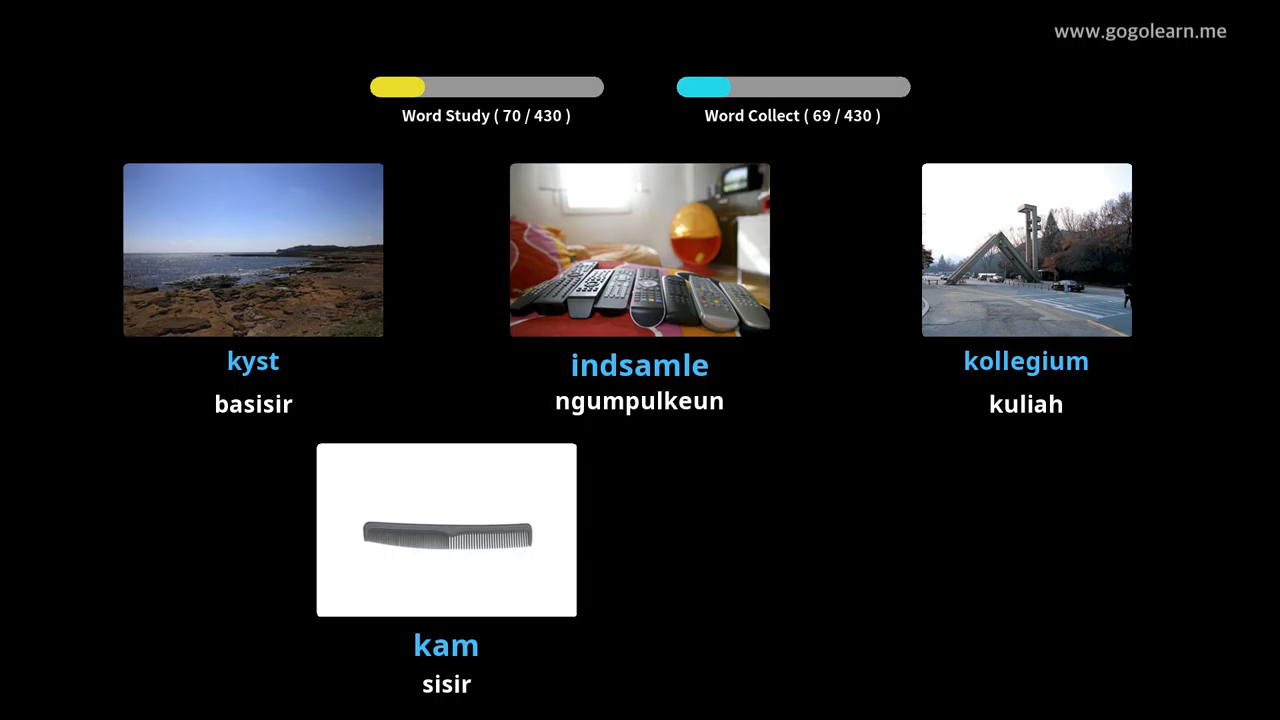 www.gogolearn.me
Word Study ( 70 / 430 )
Word Collect ( 69 / 430 )
kyst
basisir
indsamle
ngumpulkeun
kollegium
kuliah
kam
sisir